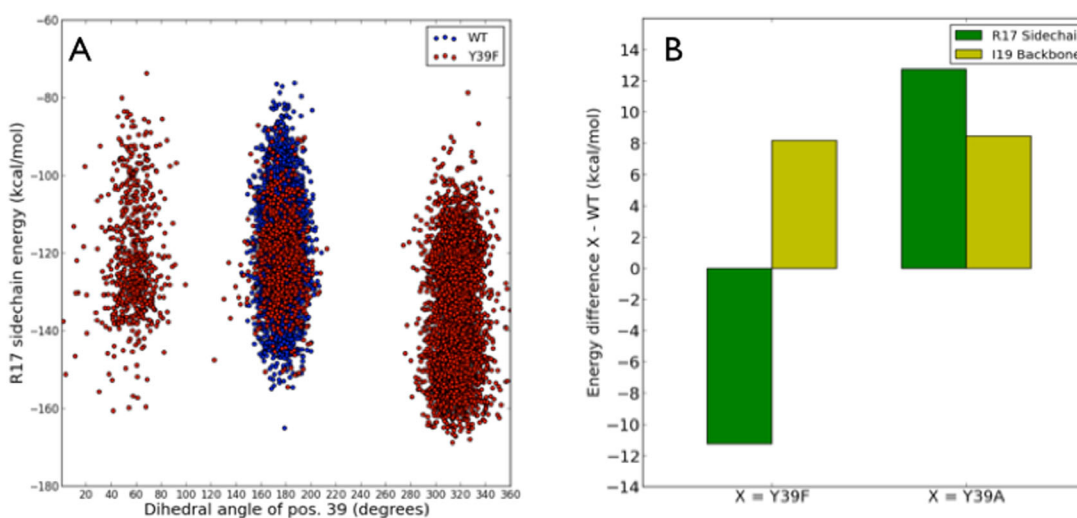 A
WT
Y39F
R17 sidechain energy (kcal/mol)
−60
−80
−100
−120
−140
−160
−180
20 40 60 80 100 120 140 160 180 200 220 240 260 280 300 320 340 360
Dihedral angle of pos. 39 (degrees)
B
R17 Sidechain
I19 Backbone
Energy difference X - WT (kcal/mol)
14
12
10
8
6
4
2
0
−2
−4
−6
−8
−10
−12
−14
X = Y39F X = Y39A